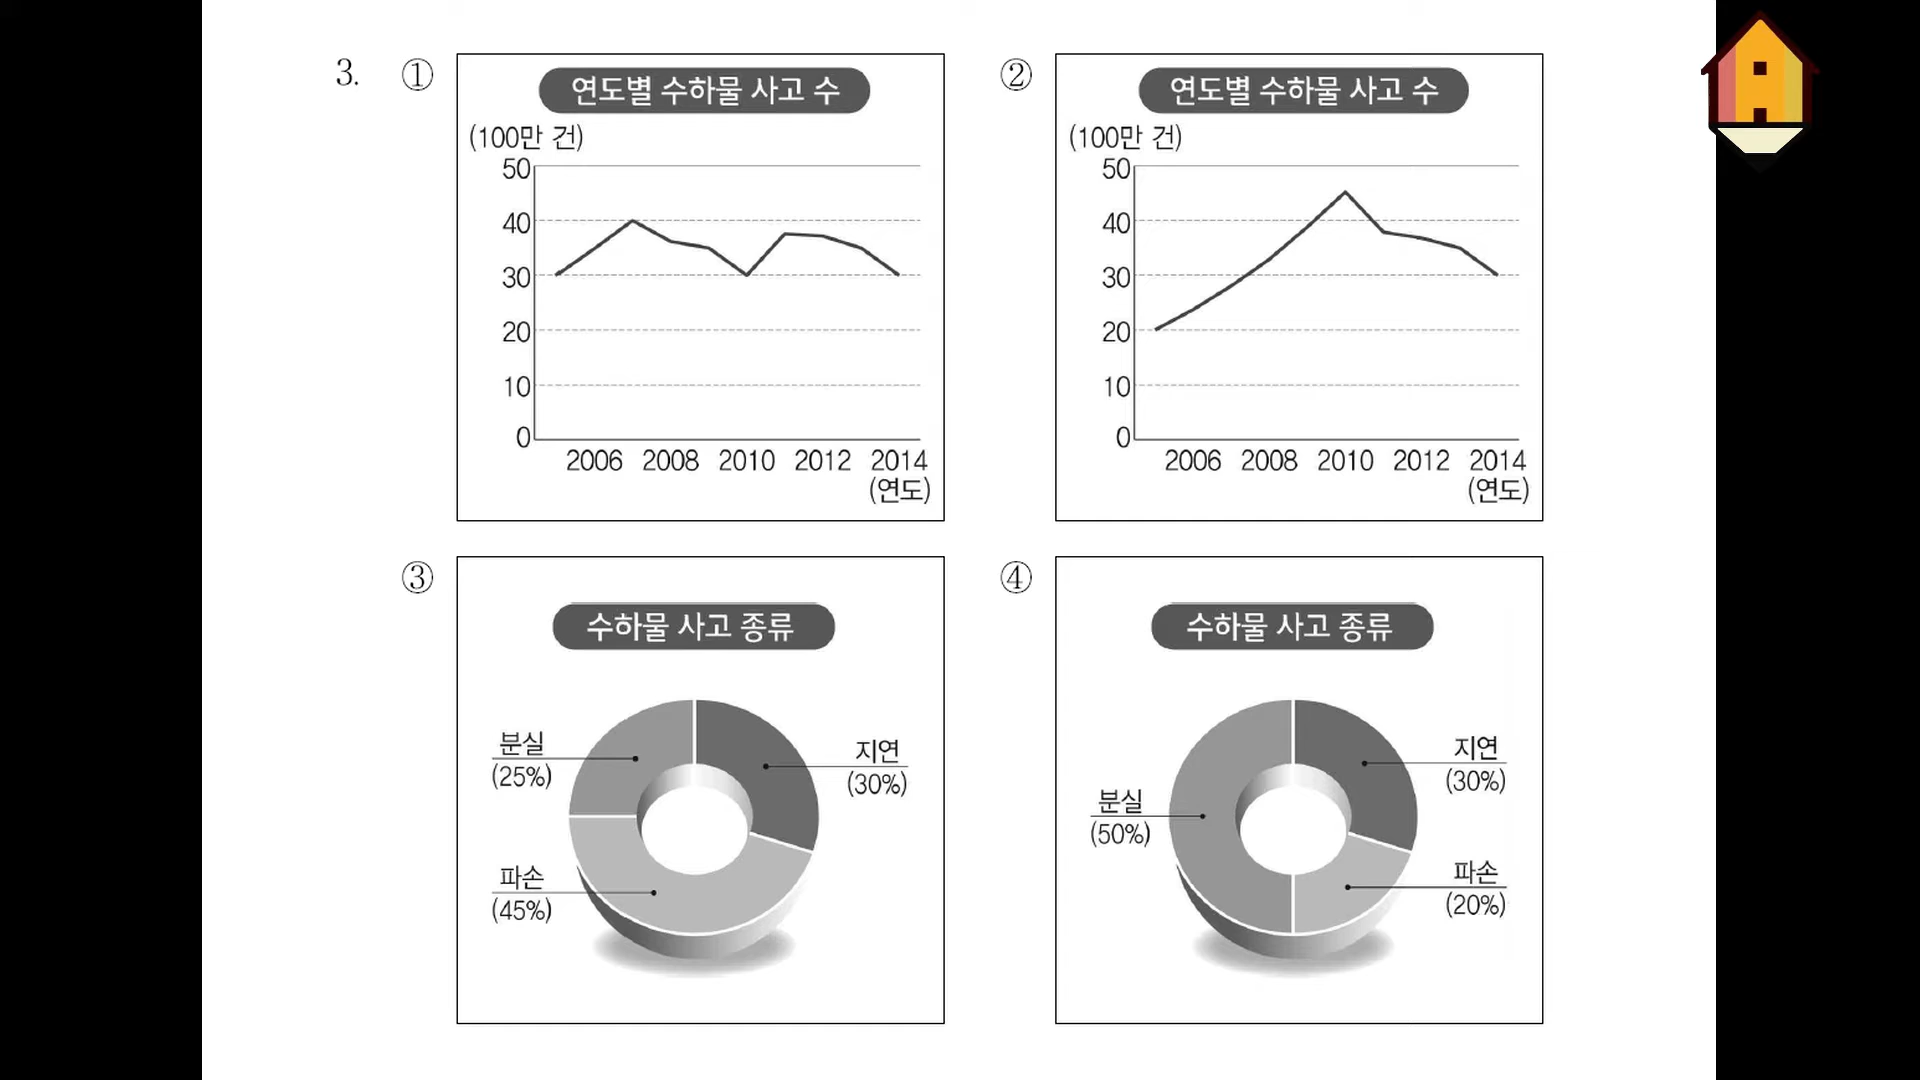 3.
①
연도별 수하물 사고 수
(100만 건)
50
40
30
20
10
0
2006 2008 2010 2012 2014
(연도)
②
연도별 수하물 사고 수
(100만 건)
50
40
30
20
10
0
2006 2008 2010 2012 2014
(연도)
③
수하물 사고 종류
분실
(25%)
지연
(30%)
파손
(45%)
④
수하물 사고 종류
지연
(30%)
분실
(50%)
파손
(20%)